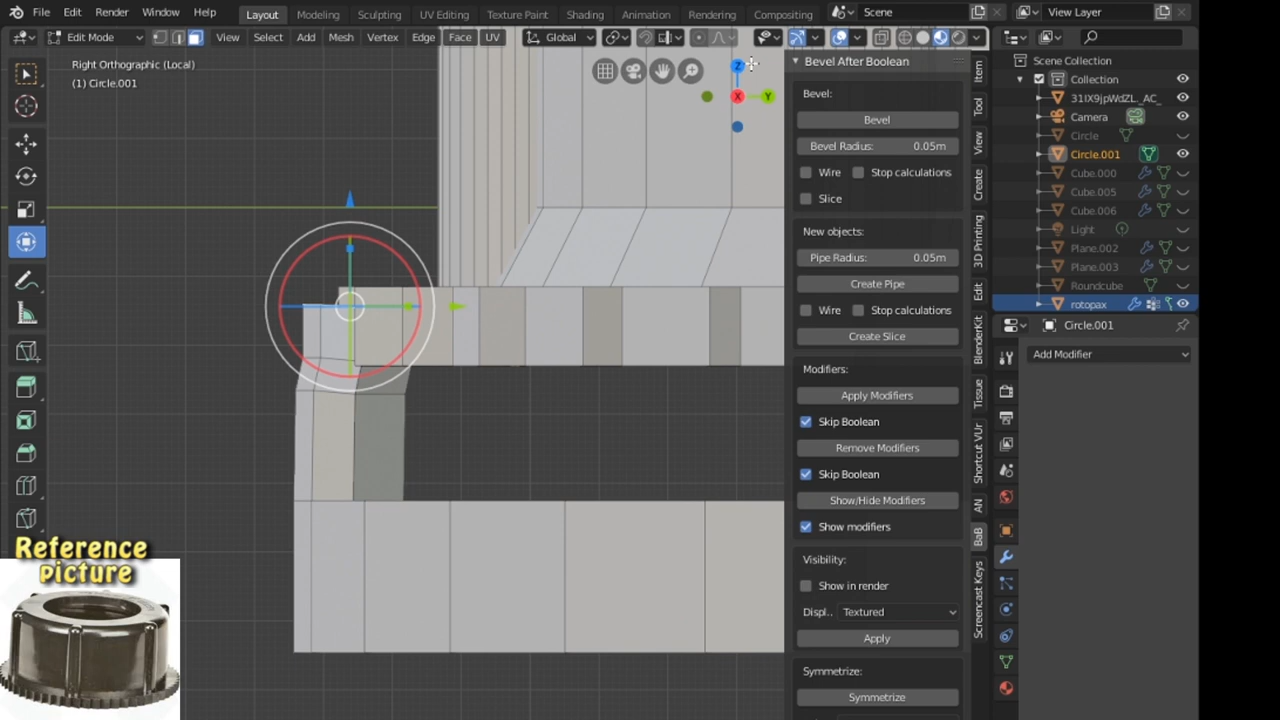 File Edit Render Window Help Layout Modeling Sculpting UV Editing Texture Paint Shading Animation Rendering Compositing Scene View Layer
Edit Mode View Select Add Mesh Vertex Edge Face UV Global
Right Orthographic (Local)
(1) Circle.001
Z
X
Y
Bevel After Boolean
Bevel:
Bevel
Bevel Radius: 0.05m
Wire Stop calculations
Slice
New objects:
Pipe Radius: 0.05m
Create Pipe
Wire Stop calculations
Create Slice
Modifiers:
Apply Modifiers
Skip Boolean
Remove Modifiers
Skip Boolean
Show/Hide Modifiers
Show modifiers
Visibility:
Show in render
Displ.. Textured
Apply
Symmetrize:
Symmetrize
Item
Tool
View
Create
3D Printing
Edit
BlenderKit
Tissue
Shortcut VUr
AN
BaB
Screencast Keys
Scene Collection
Collection
31IX9jpWdZL._AC_
Camera
Circle
Circle.001
Cube.000
Cube.005
Cube.006
Light
Plane.002
Plane.003
Roundcube
rotopax
Circle.001
Add Modifier
Reference
picture